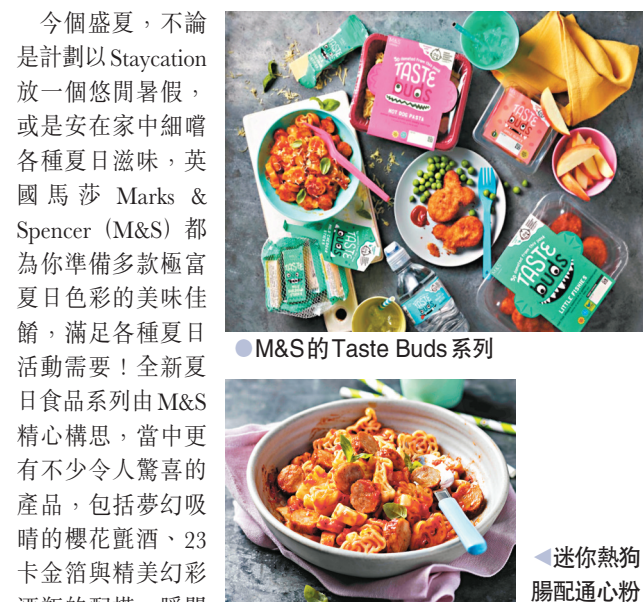 今個盛夏，不論
是計劃以Staycation
放一個悠閒暑假，
或是安在家中細嚐
各種夏日滋味，英
國馬莎 Marks &
Spencer（M&S）都
為你準備多款極富
夏日色彩的美味佳
餚，滿足各種夏日
活動需要！全新夏
日食品系列由M&S
精心構思，當中更
有不少令人驚喜的
產品，包括夢幻吸
晴的櫻花氈酒、23
卡金箔與精美幻彩
TASTE
BUDS
HOT DOG PASTA
TASTE
TASTE
BUDS
LITTLE FISHIES
●M&S的Taste Buds系列
◀迷你熱狗
腸配通心粉